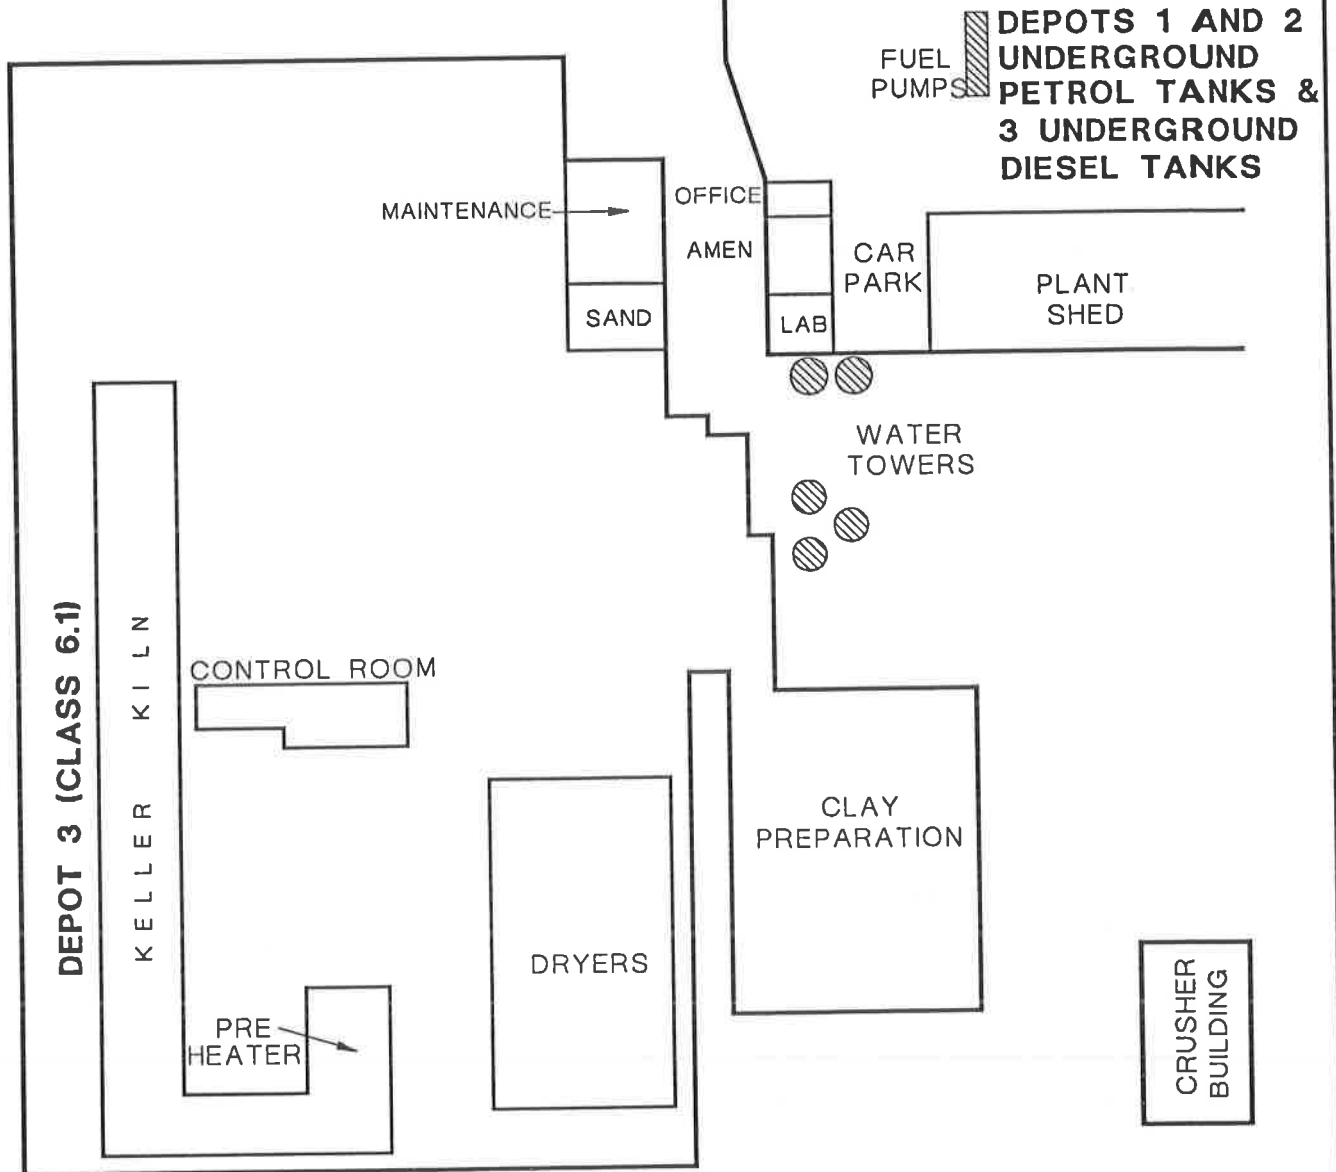 DEPOTS 1 AND 2
UNDERGROUND
PETROL TANKS &
3 UNDERGROUND
DIESEL TANKS
FUEL
PUMPS
MAINTENANCE
OFFICE
AMEN
CAR
PARK
PLANT
SHED
SAND
LAB
WATER
TOWERS
DEPOT 3 (CLASS 6.1)
KELLER KILN
CONTROL ROOM
CLAY
PREPARATION
DRYERS
PRE
HEATER
CRUSHER
BUILDING